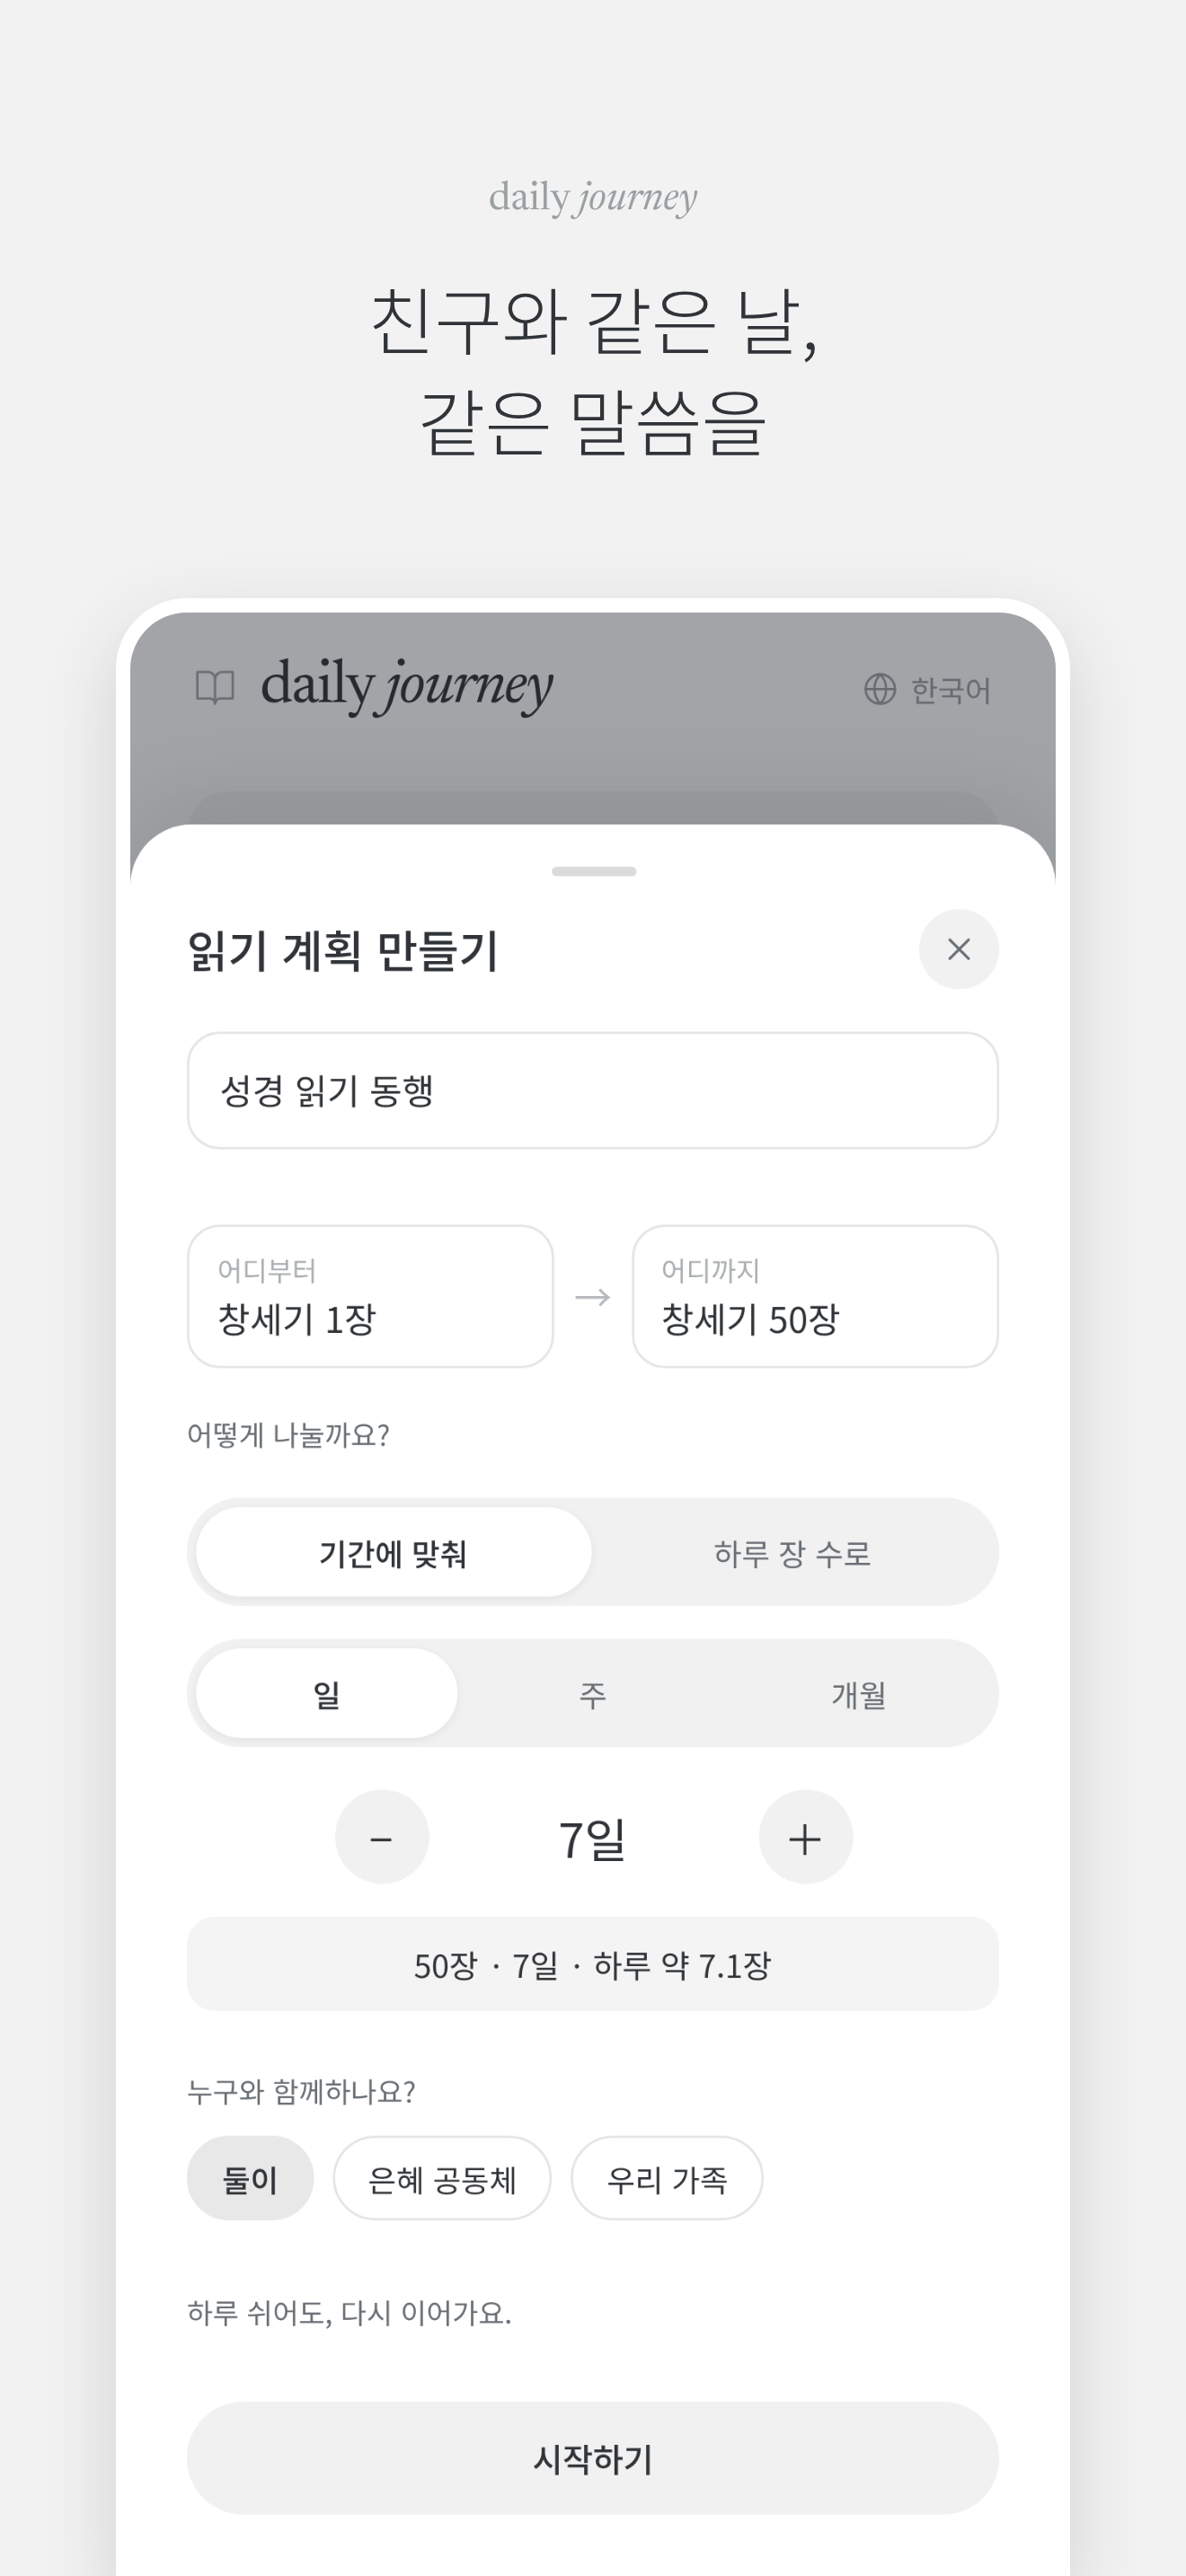 daily journey
친구와 같은 날,
같은 말씀을
daily journey
한국어
읽기 계획 만들기
성경 읽기 동행
어디부터
창세기 1장
→
어디까지
창세기 50장
어떻게 나눌까요?
기간에 맞춰
하루 장 수로
일
주
개월
−
7일
+
50장 · 7일 · 하루 약 7.1장
누구와 함께하나요?
둘이
은혜 공동체
우리 가족
하루 쉬어도, 다시 이어가요.
시작하기